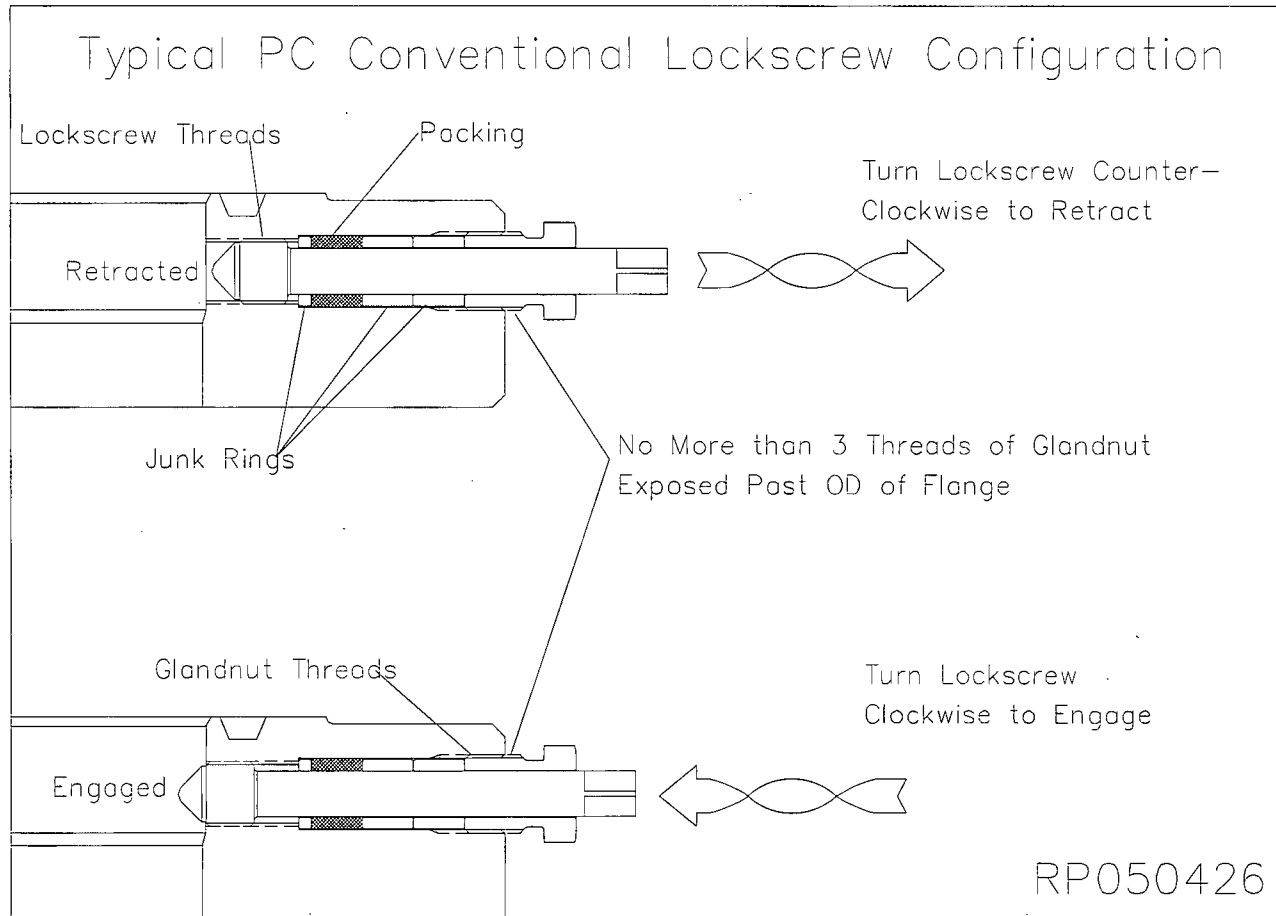 Typical PC Conventional Lockscrew Configuration
Lockscrew Threads
Packing
Turn Lockscrew Counter-
Clockwise to Retract
Retracted
Junk Rings
No More than 3 Threads of Glandnut
Exposed Past OD of Flange
Glandnut Threads
Turn Lockscrew
Clockwise to Engage
Engaged
RP050426